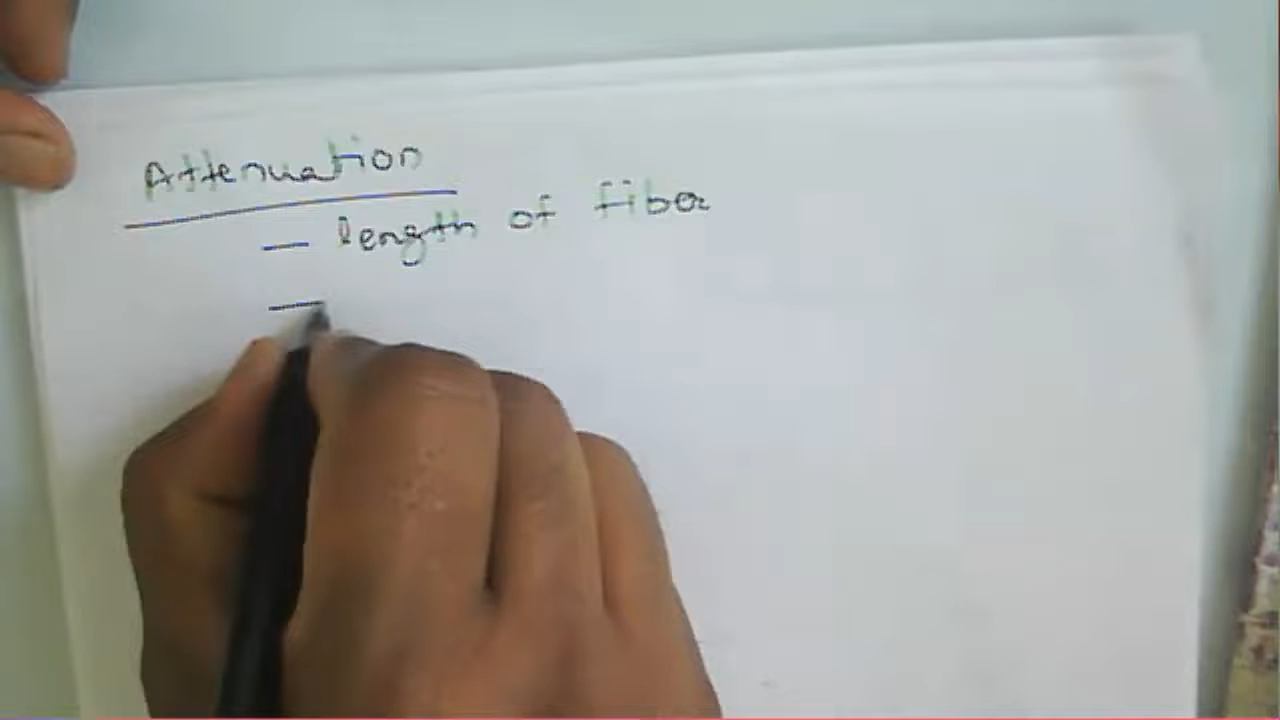 Attenuation
— length of fiber
—